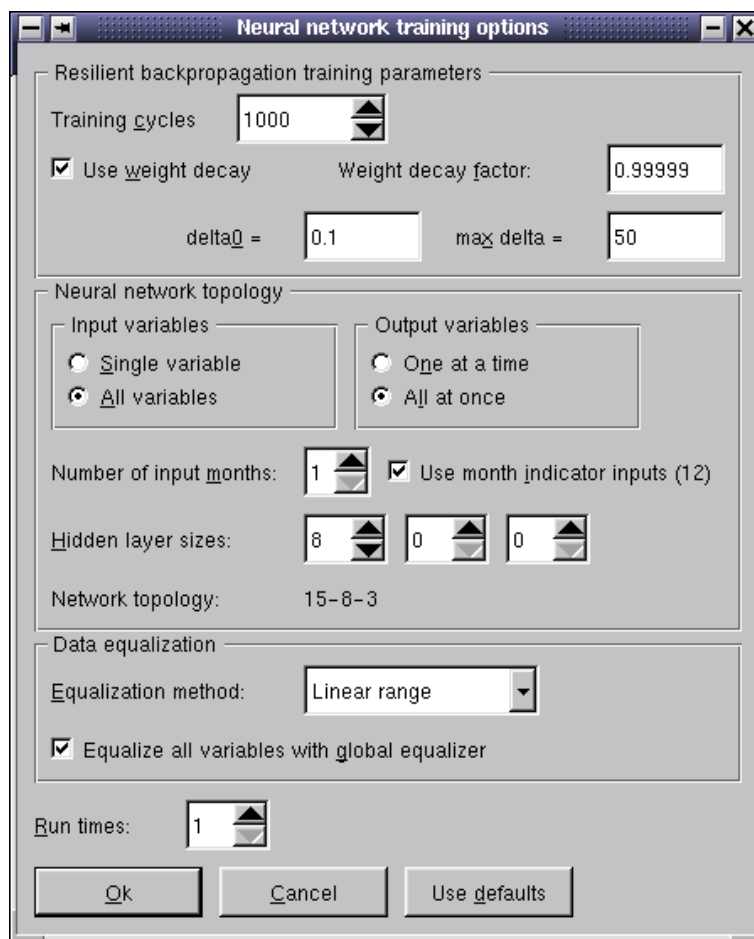 Neural network training options
Resilient backpropagation training parameters
Training cycles 1000
Use weight decay Weight decay factor: 0.99999
delta0 = 0.1 max delta = 50
Neural network topology
Input variables Output variables
Single variable One at a time
All variables All at once
Number of input months: 1 Use month indicator inputs (12)
Hidden layer sizes: 8 0 0
Network topology: 15-8-3
Data equalization
Equalization method: Linear range
Equalize all variables with global equalizer
Run times: 1
Ok Cancel Use defaults